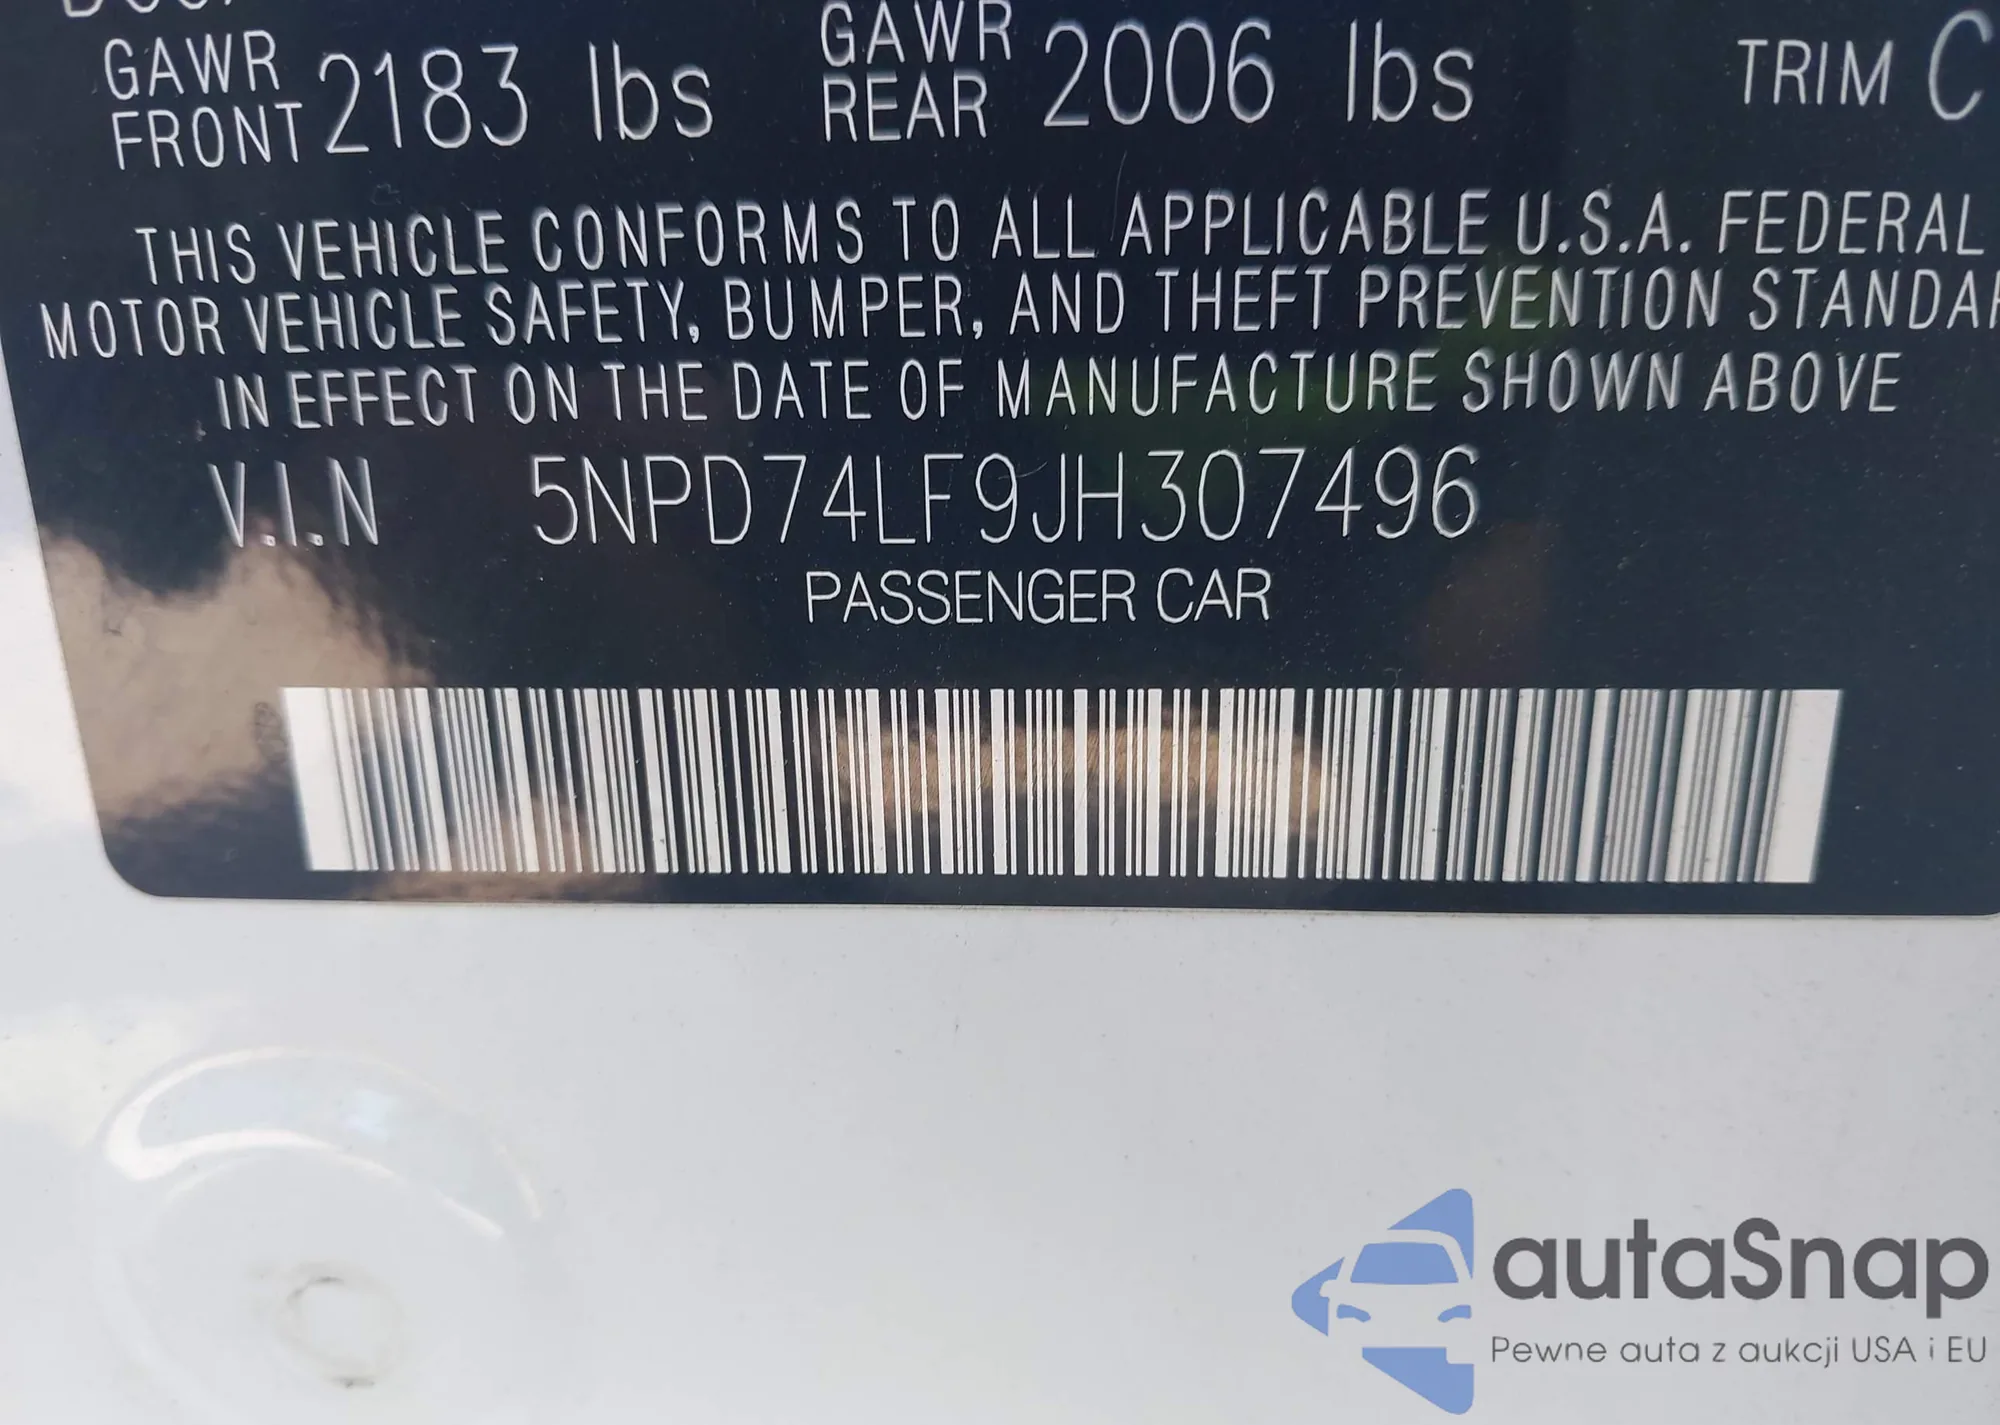 GAWR FRONT 2183 lbs GAWR REAR 2006 lbs TRIM C
THIS VEHICLE CONFORMS TO ALL APPLICABLE U.S.A. FEDERAL
MOTOR VEHICLE SAFETY, BUMPER, AND THEFT PREVENTION
IN EFFECT ON THE DATE OF MANUFACTURE SHOWN ABOVE
V.I.N 5NPD74LF9JH307496
PASSENGER CAR
autaSnap
Pewne auta z aukcji USA i EU